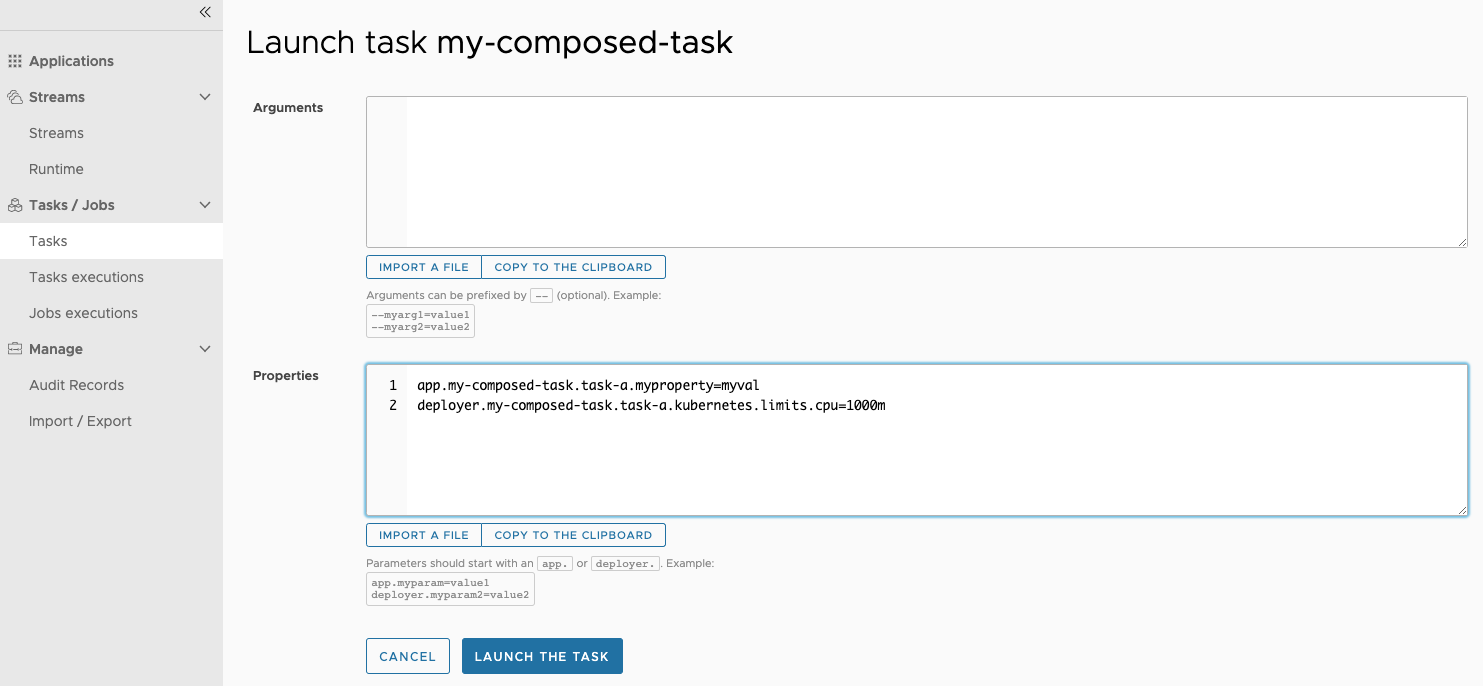 Applications
Streams
Streams
Runtime
Tasks / Jobs
Tasks
Tasks executions
Jobs executions
Manage
Audit Records
Import / Export
Launch task my-composed-task
Arguments
IMPORT A FILE COPY TO THE CLIPBOARD
Arguments can be prefixed by -- (optional). Example:
--myarg1=value1
--myarg2=value2
Properties
1 app.my-composed-task.task-a.myproperty=myval
2 deployer.my-composed-task.task-a.kubernetes.limits.cpu=1000m
IMPORT A FILE COPY TO THE CLIPBOARD
Parameters should start with an app. or deployer. . Example:
app.myparam=value1
deployer.myparam2=value2
CANCEL LAUNCH THE TASK